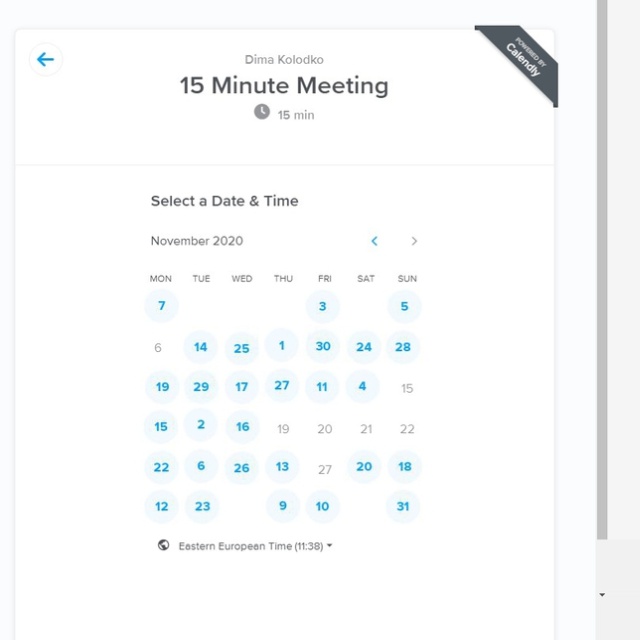 POWERED BY
Calendly
Dima Kolodko
15 Minute Meeting
15 min
Select a Date & Time
November 2020
MON TUE WED THU FRI SAT SUN
7 3 5
6 14 25 1 30 24 28
19 29 17 27 11 4 15
15 2 16 19 20 21 22
22 6 26 13 27 20 18
12 23 9 10 31
Eastern European Time (11:38)